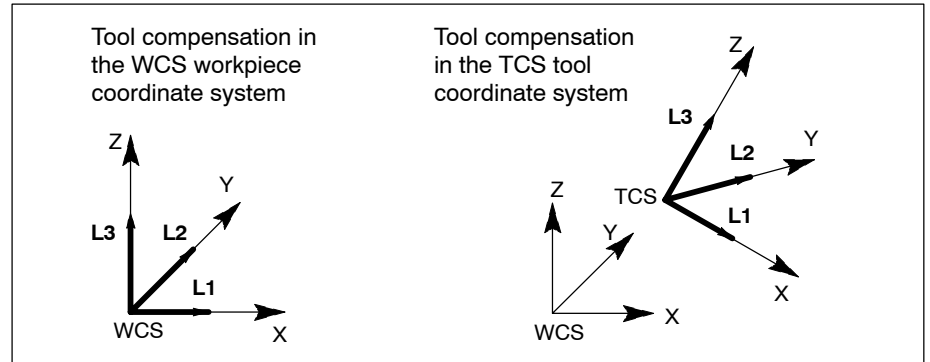 Tool compensation in
the WCS workpiece
coordinate system
Z
Y
L3
L2
L1
WCS
X
Tool compensation
in the TCS tool
coordinate system
Z
L3
L2
Y
TCS
L1
X
Z
Y
X
WCS